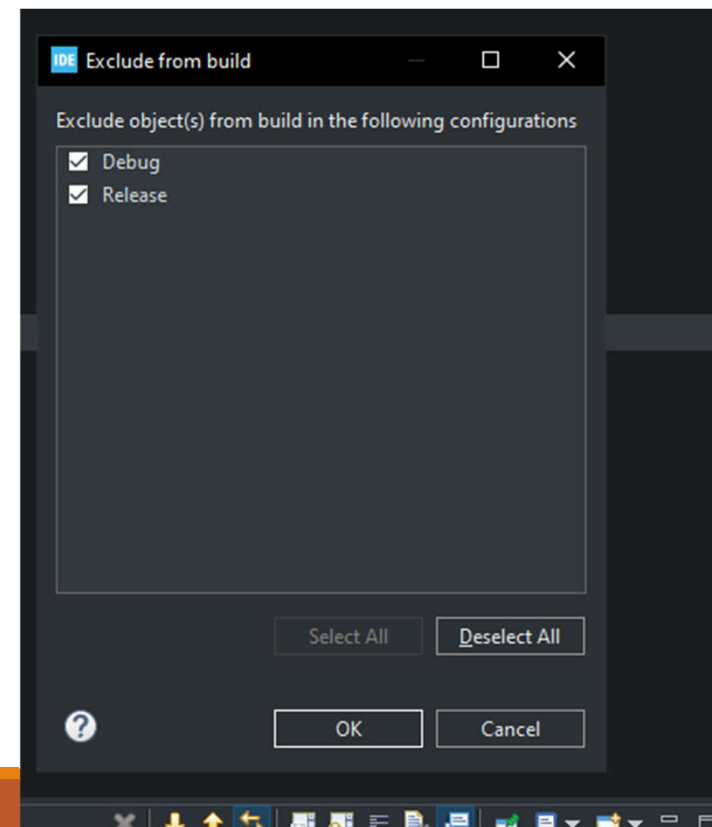 IDE Exclude from build
Exclude object(s) from build in the following configurations
Debug
Release
Select All Deselect All
? OK Cancel